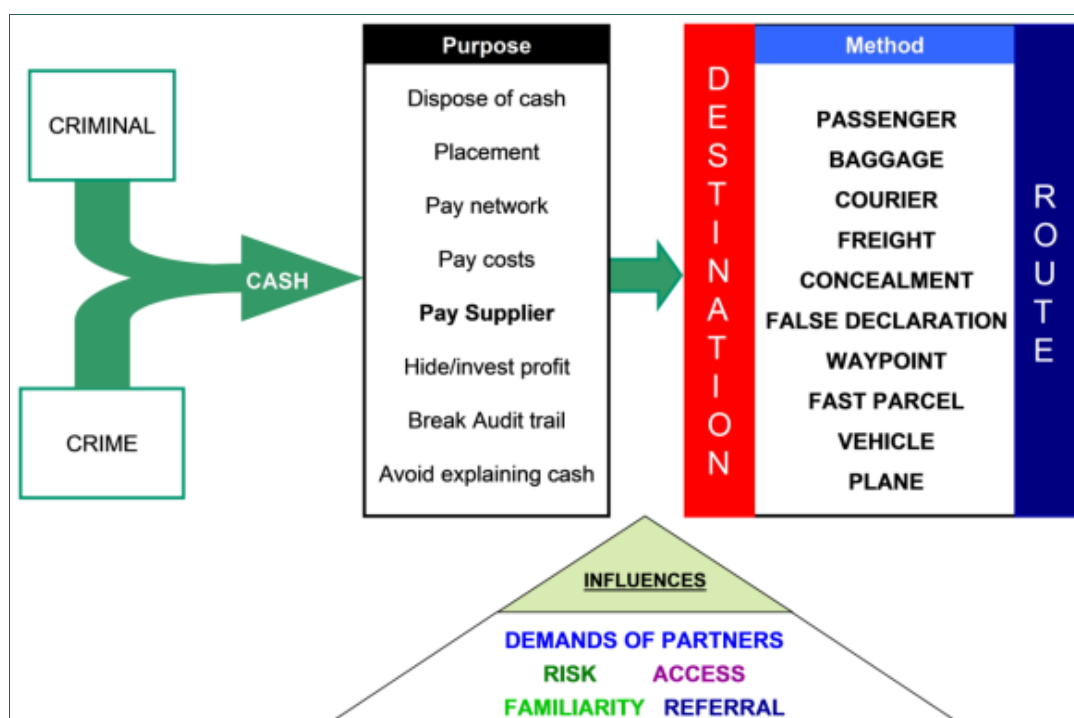 CRIMINAL
CRIME
CASH
Purpose
Dispose of cash
Placement
Pay network
Pay costs
Pay Supplier
Hide/invest profit
Break Audit trail
Avoid explaining cash
DESTINATION
Method
PASSENGER
BAGGAGE
COURIER
FREIGHT
CONCEALMENT
FALSE DECLARATION
WAYPOINT
FAST PARCEL
VEHICLE
PLANE
ROUTE
INFLUENCES
DEMANDS OF PARTNERS
RISK ACCESS
FAMILIARITY REFERRAL